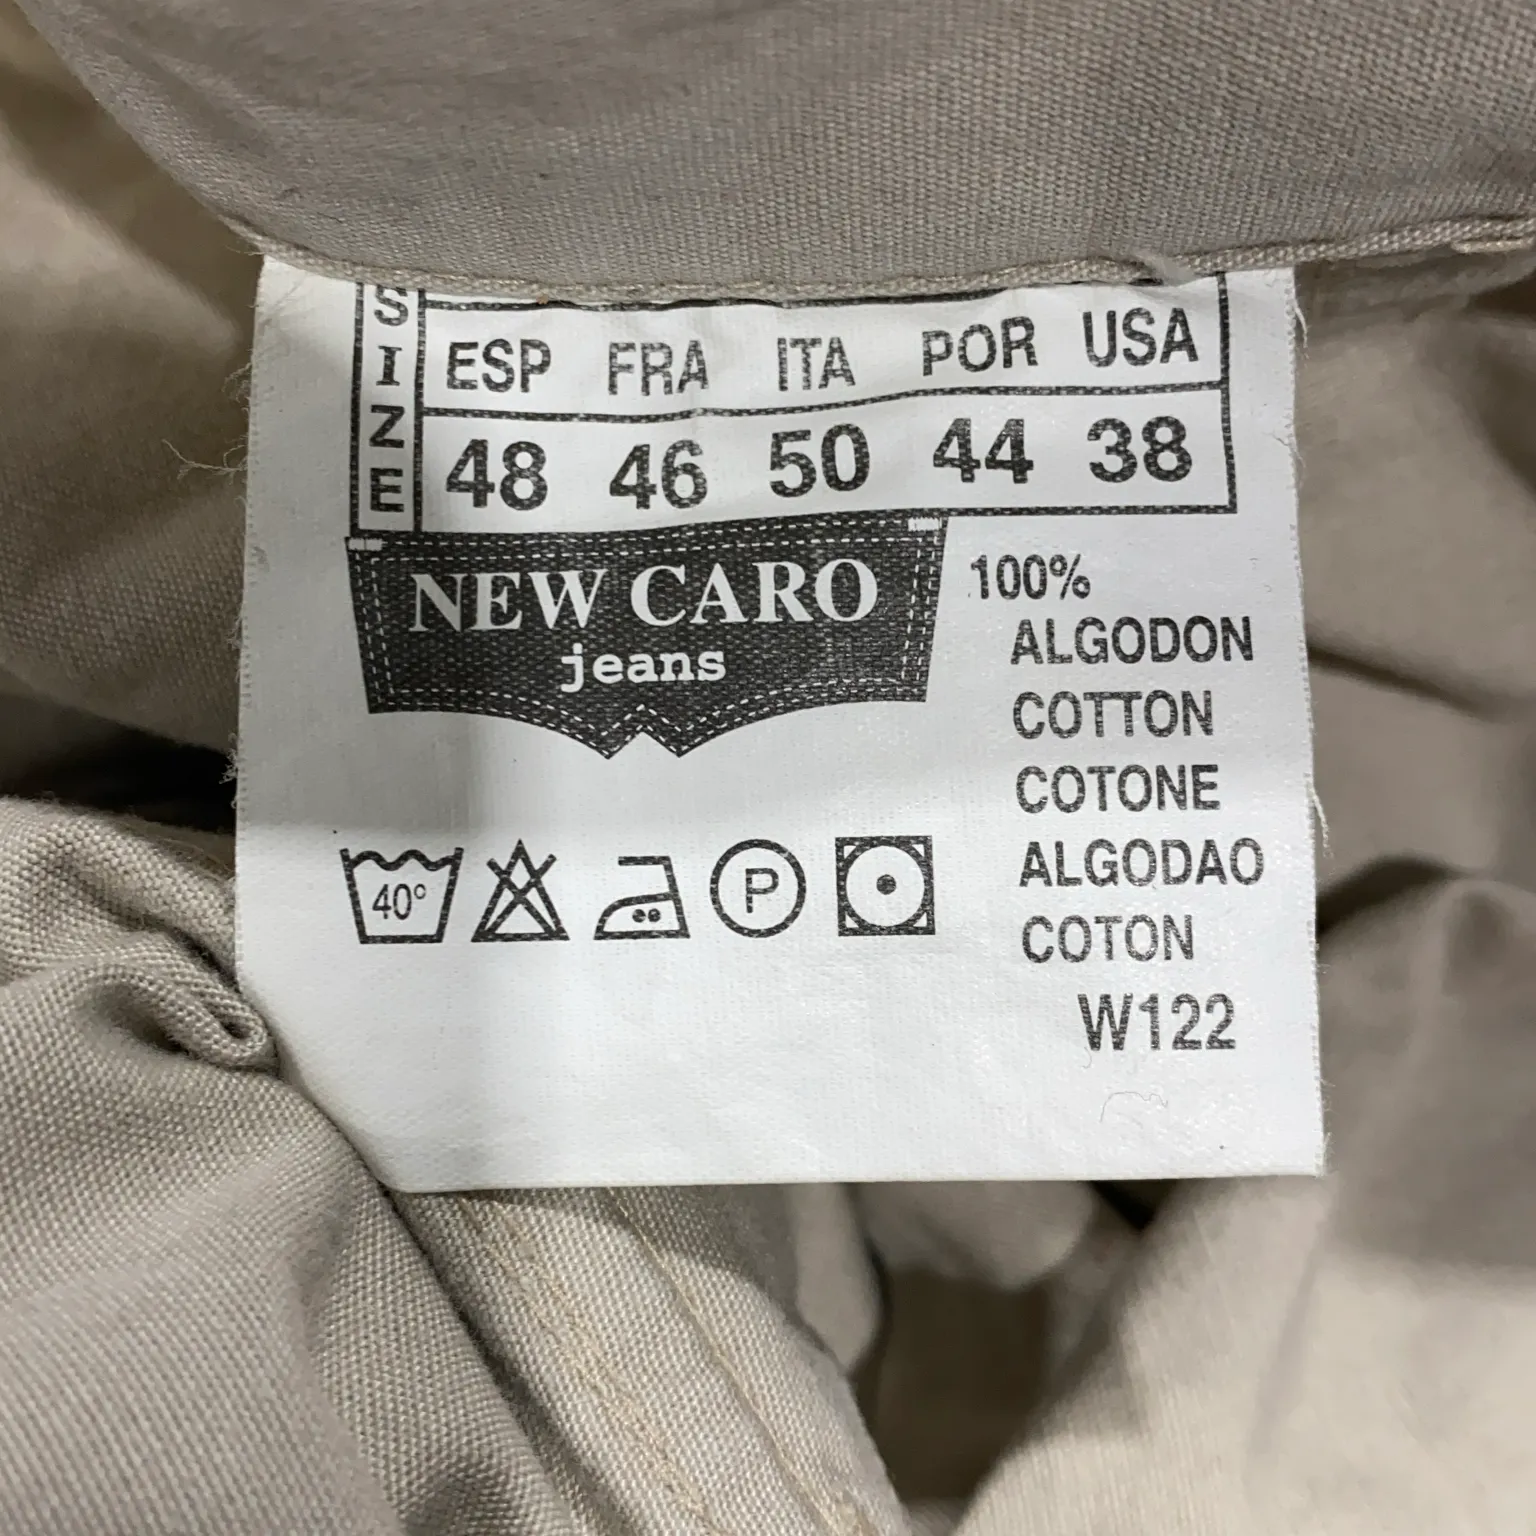 SIZE
ESP FRA ITA POR USA
48 46 50 44 38
NEW CARO
jeans
100%
ALGODON
COTTON
COTONE
ALGODAO
COTON
W122
40°
P